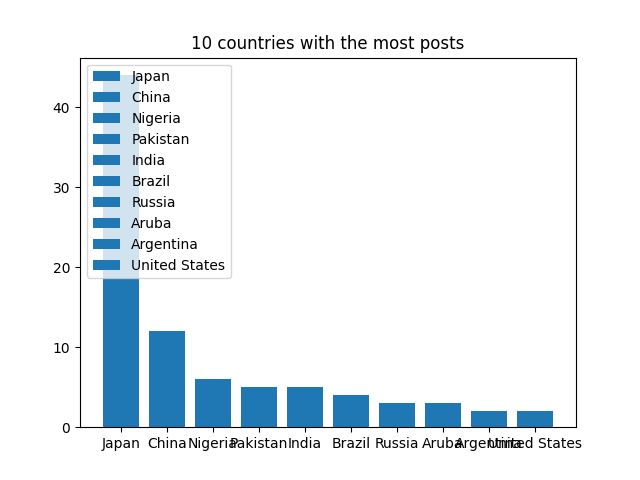 10 countries with the most posts
Japan
China
Nigeria
Pakistan
India
Brazil
Russia
Aruba
Argentina
United States
40
30
20
10
0
Japan China Nigeria Pakistan India Brazil Russia Aruba Argentina United States